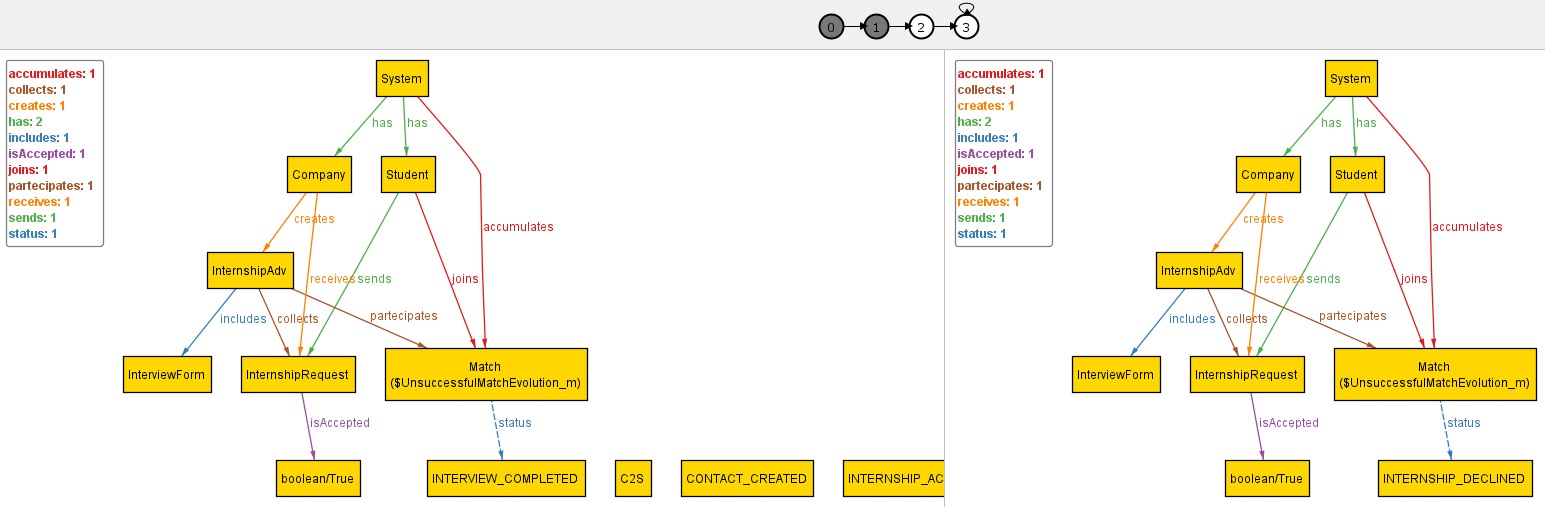 0 1 2 3
accumulates: 1
collects: 1
creates: 1
has: 2
includes: 1
isAccepted: 1
joins: 1
partecipates: 1
receives: 1
sends: 1
status: 1
System
has has
Company Student
creates
accumulates
InternshipAdv
receives sends joins
includes collects partecipates
InterviewForm InternshipRequest
Match
($UnsuccessfulMatchEvolution_m)
isAccepted status
boolean/True INTERVIEW_COMPLETED C2S CONTACT_CREATED INTERNSHIP_AC
accumulates: 1
collects: 1
creates: 1
has: 2
includes: 1
isAccepted: 1
joins: 1
partecipates: 1
receives: 1
sends: 1
status: 1
System
has has
Company Student
creates
accumulates
InternshipAdv
receives sends joins
includes collects partecipates
InterviewForm InternshipRequest
Match
($UnsuccessfulMatchEvolution_m)
isAccepted status
boolean/True INTERNSHIP_DECLINED